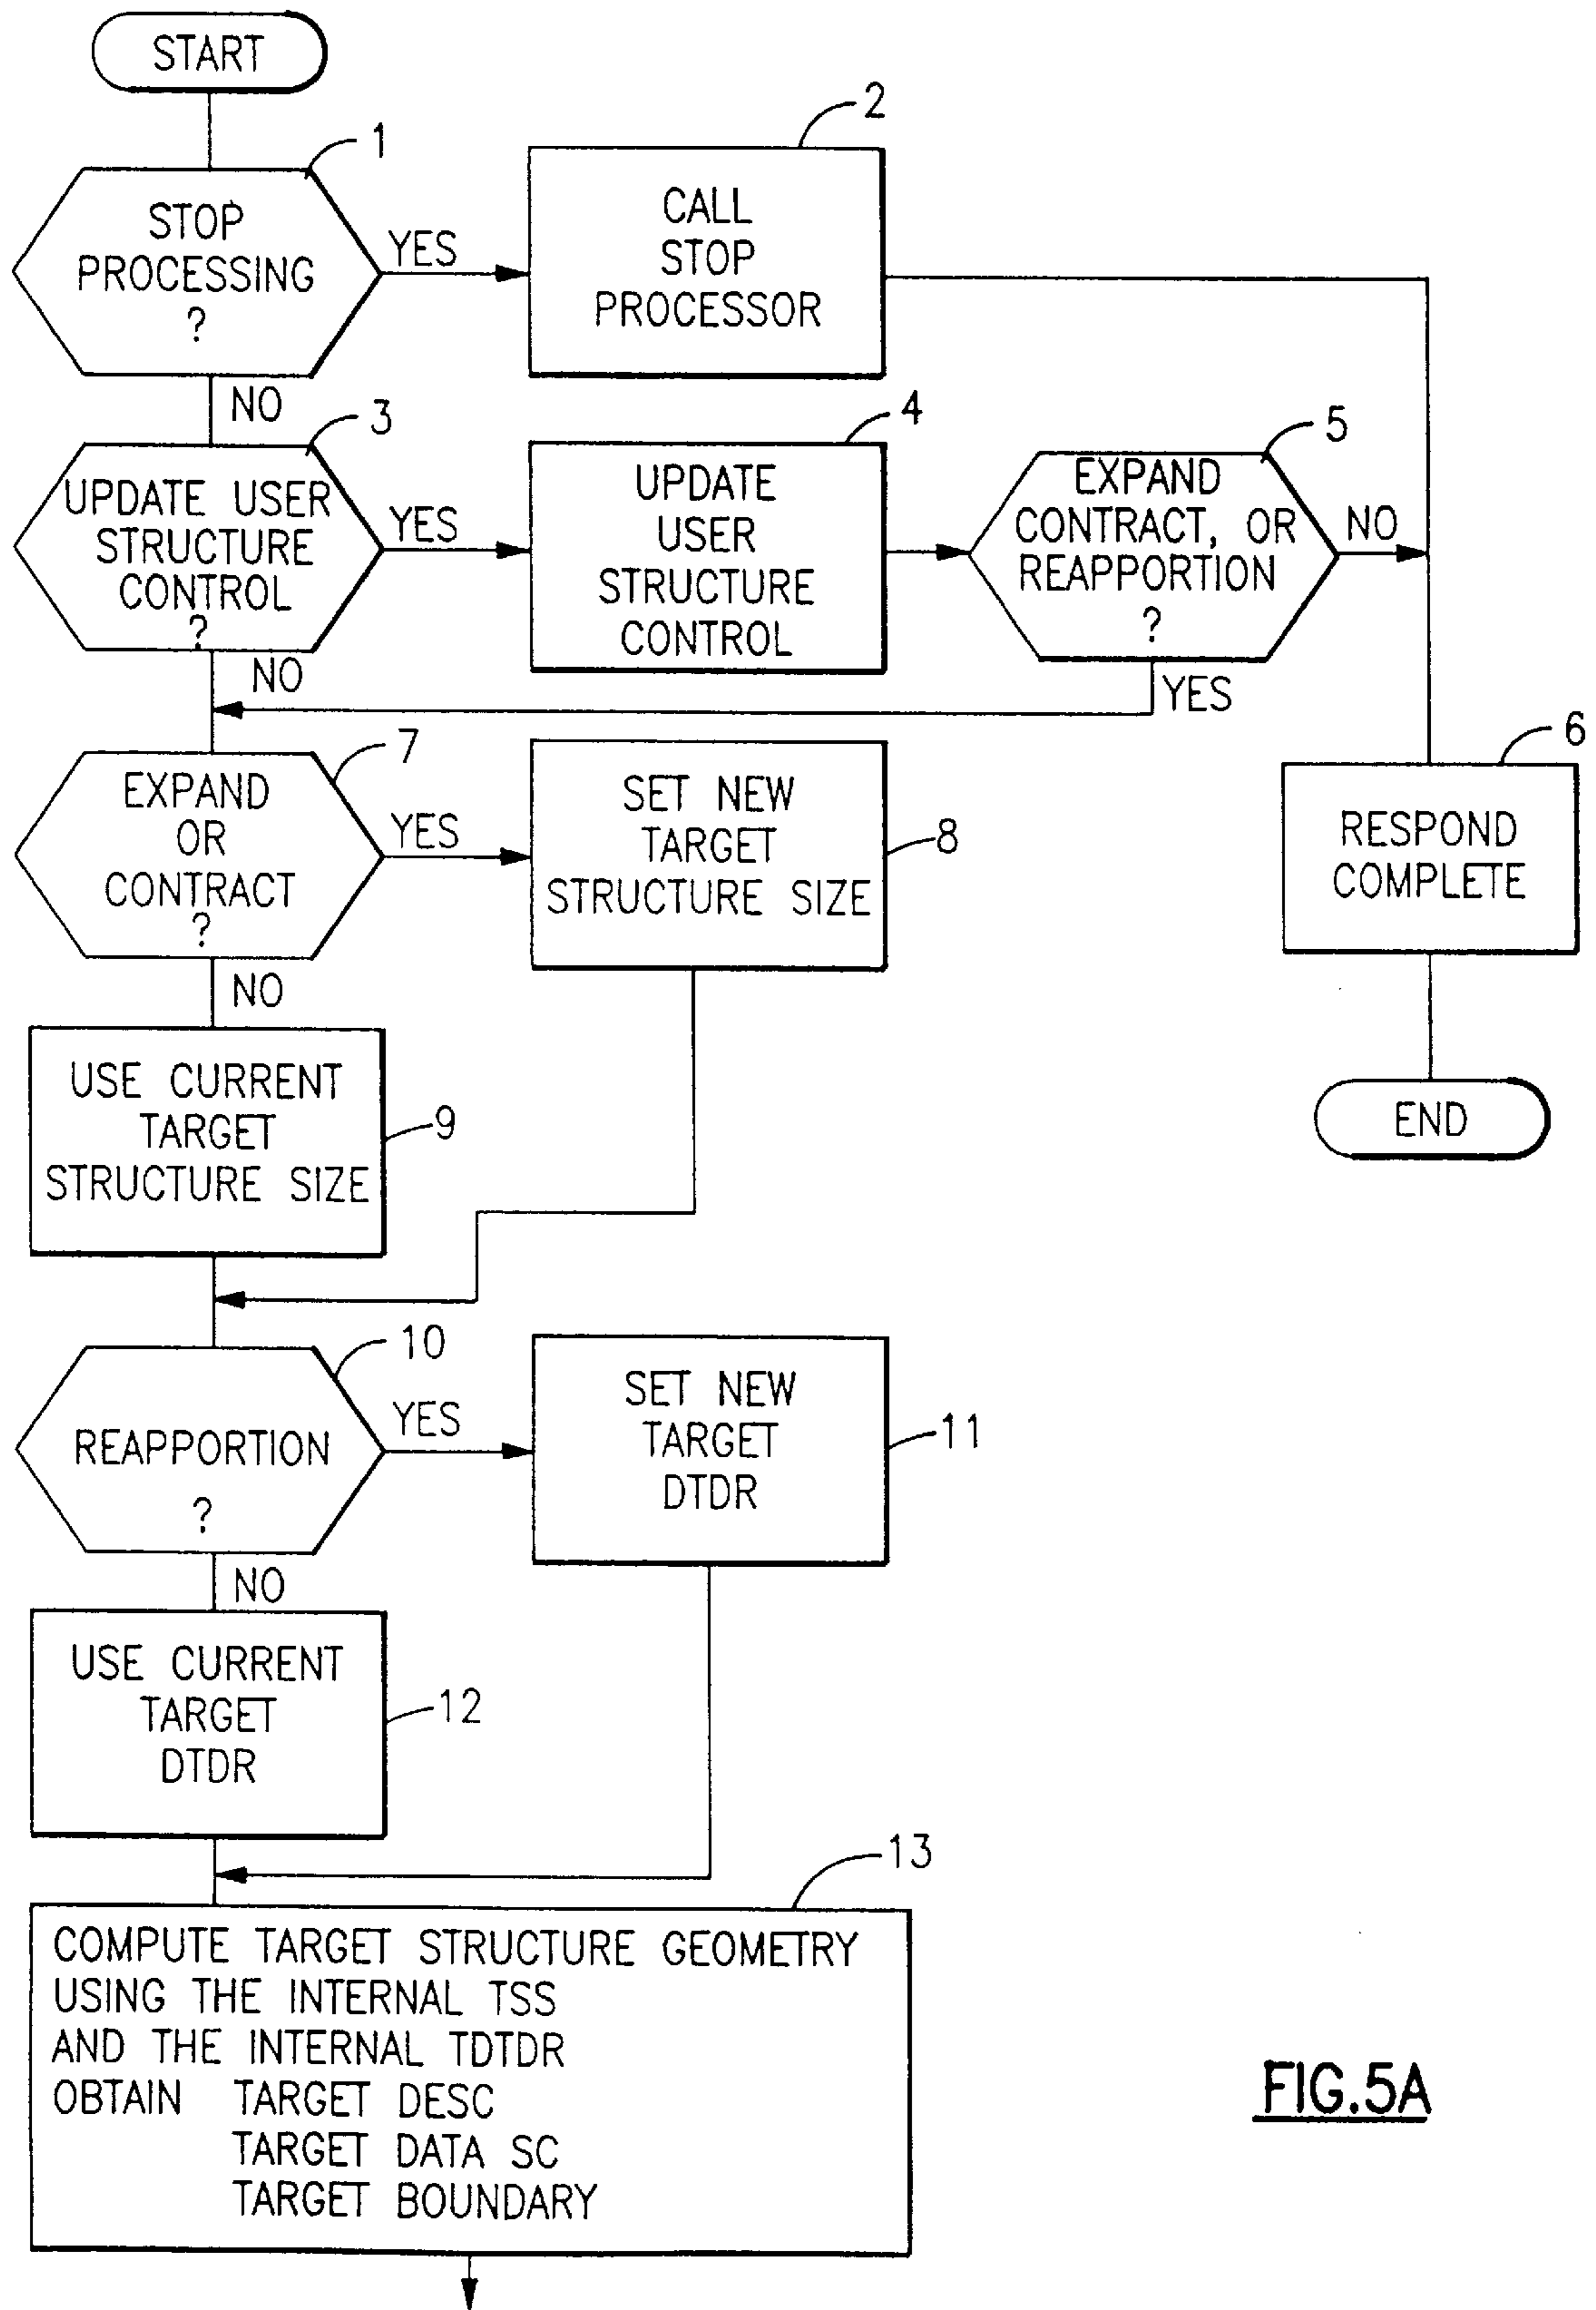 START
1
STOP
PROCESSING
?
YES
NO
2
CALL
STOP
PROCESSOR
3
UPDATE USER
STRUCTURE
CONTROL
?
YES
NO
4
UPDATE
USER
STRUCTURE
CONTROL
5
EXPAND
CONTRACT, OR
REAPPORTION
?
NO
YES
6
RESPOND
COMPLETE
END
7
EXPAND
OR
CONTRACT
?
YES
NO
8
SET NEW
TARGET
STRUCTURE SIZE
9
USE CURRENT
TARGET
STRUCTURE SIZE
10
REAPPORTION
?
YES
NO
11
SET NEW
TARGET
DTDR
12
USE CURRENT
TARGET
DTDR
13
COMPUTE TARGET STRUCTURE GEOMETRY
USING THE INTERNAL TSS
AND THE INTERNAL TDTDR
OBTAIN TARGET DESC
TARGET DATA SC
TARGET BOUNDARY
FIG.5A